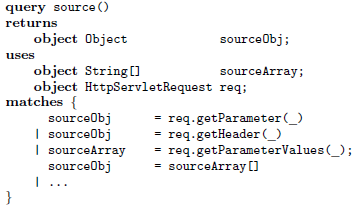 query source()
returns
    object Object                sourceObj;
uses
    object String[]              sourceArray;
    object HttpServletRequest req;
matches {
      sourceObj     = req.getParameter(_)
    | sourceObj     = req.getHeader(_)
    | sourceArray   = req.getParameterValues(_);
      sourceObj     = sourceArray[]
    | ...
}